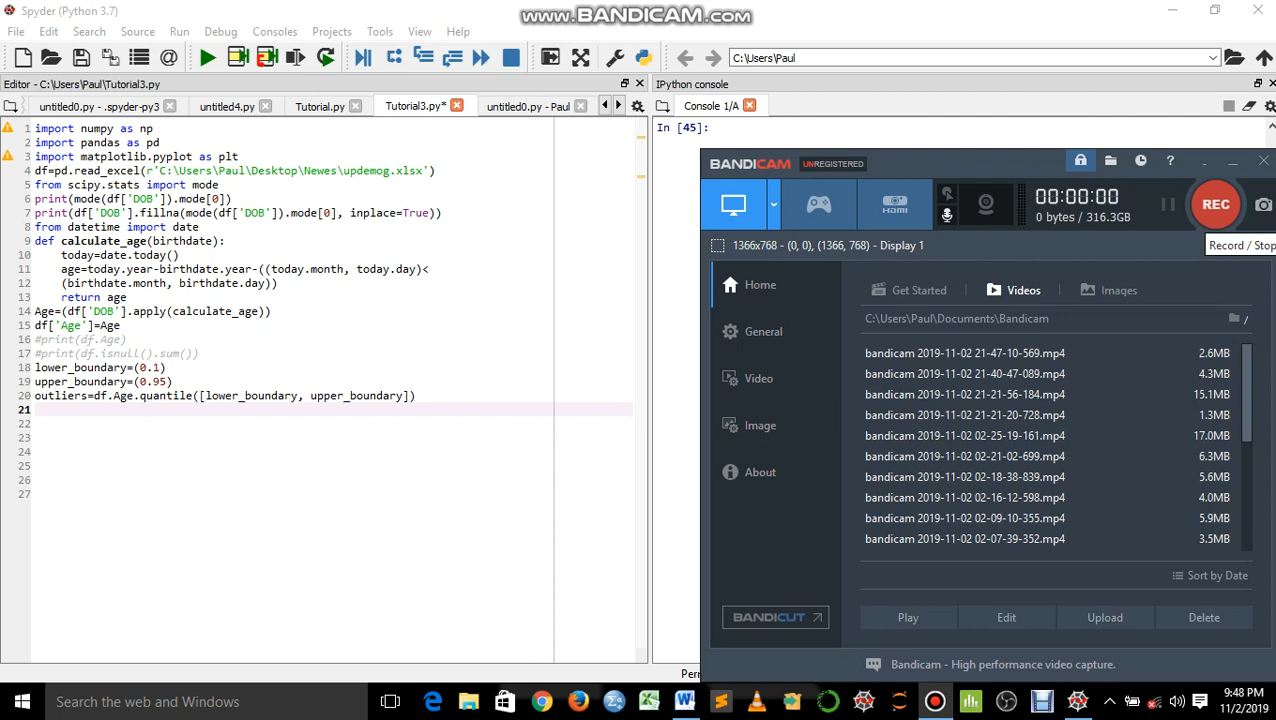 Spyder (Python 3.7)
www.BANDICAM.com
File Edit Search Source Run Debug Consoles Projects Tools View Help
C:\Users\Paul
Editor - C:\Users\Paul\Tutorial3.py
IPython console
untitled0.py - .spyder-py3 untitled4.py Tutorial.py Tutorial3.py* untitled0.py - Paul
Console 1/A
1 import numpy as np
2 import pandas as pd
3 import matplotlib.pyplot as plt
4 df=pd.read_excel(r'C:\Users\Paul\Desktop\Newes\updemog.xlsx')
5 from scipy.stats import mode
6 print(mode(df['DOB']).mode[0])
7 print(df['DOB'].fillna(mode(df['DOB']).mode[0], inplace=True))
8 from datetime import date
9 def calculate_age(birthdate):
10 today=date.today()
11 age=today.year-birthdate.year-((today.month, today.day)<
12 (birthdate.month, birthdate.day))
13 return age
14 Age=(df['DOB'].apply(calculate_age))
15 df['Age']=Age
16 #print(df.Age)
17 #print(df.isnull().sum())
18 lower_boundary=(0.1)
19 upper_boundary=(0.95)
20 outliers=df.Age.quantile([lower_boundary, upper_boundary])
21
22
23
24
25
26
27
In [45]:
BANDICAM UNREGISTERED
HDMI
00:00:00
0 bytes / 316.3GB
REC
Record / Stop
1366x768 - (0, 0), (1366, 768) - Display 1
Home
General
Video
Image
About
BANDICUT
Get Started Videos Images
C:\Users\Paul\Documents\Bandicam /
bandicam 2019-11-02 21-47-10-569.mp4 2.6MB
bandicam 2019-11-02 21-40-47-089.mp4 4.3MB
bandicam 2019-11-02 21-21-56-184.mp4 15.1MB
bandicam 2019-11-02 21-21-20-728.mp4 1.3MB
bandicam 2019-11-02 02-25-19-161.mp4 17.0MB
bandicam 2019-11-02 02-21-02-699.mp4 6.3MB
bandicam 2019-11-02 02-18-38-839.mp4 5.6MB
bandicam 2019-11-02 02-16-12-598.mp4 4.0MB
bandicam 2019-11-02 02-09-10-355.mp4 5.9MB
bandicam 2019-11-02 02-07-39-352.mp4 3.5MB
Sort by Date
Play Edit Upload Delete
Bandicam - High performance video capture.
Perm
Search the web and Windows
9:48 PM
11/2/2019